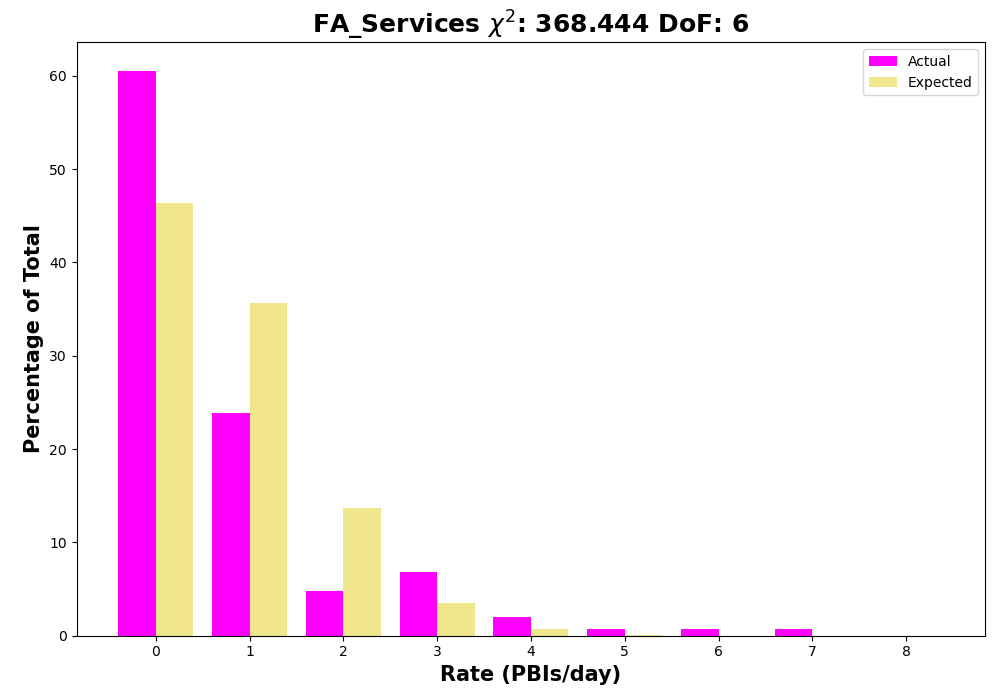 FA_Services χ²: 368.444 DoF: 6
Actual
Expected
60
50
40
30
20
10
0
Percentage of Total
0 1 2 3 4 5 6 7 8
Rate (PBIs/day)